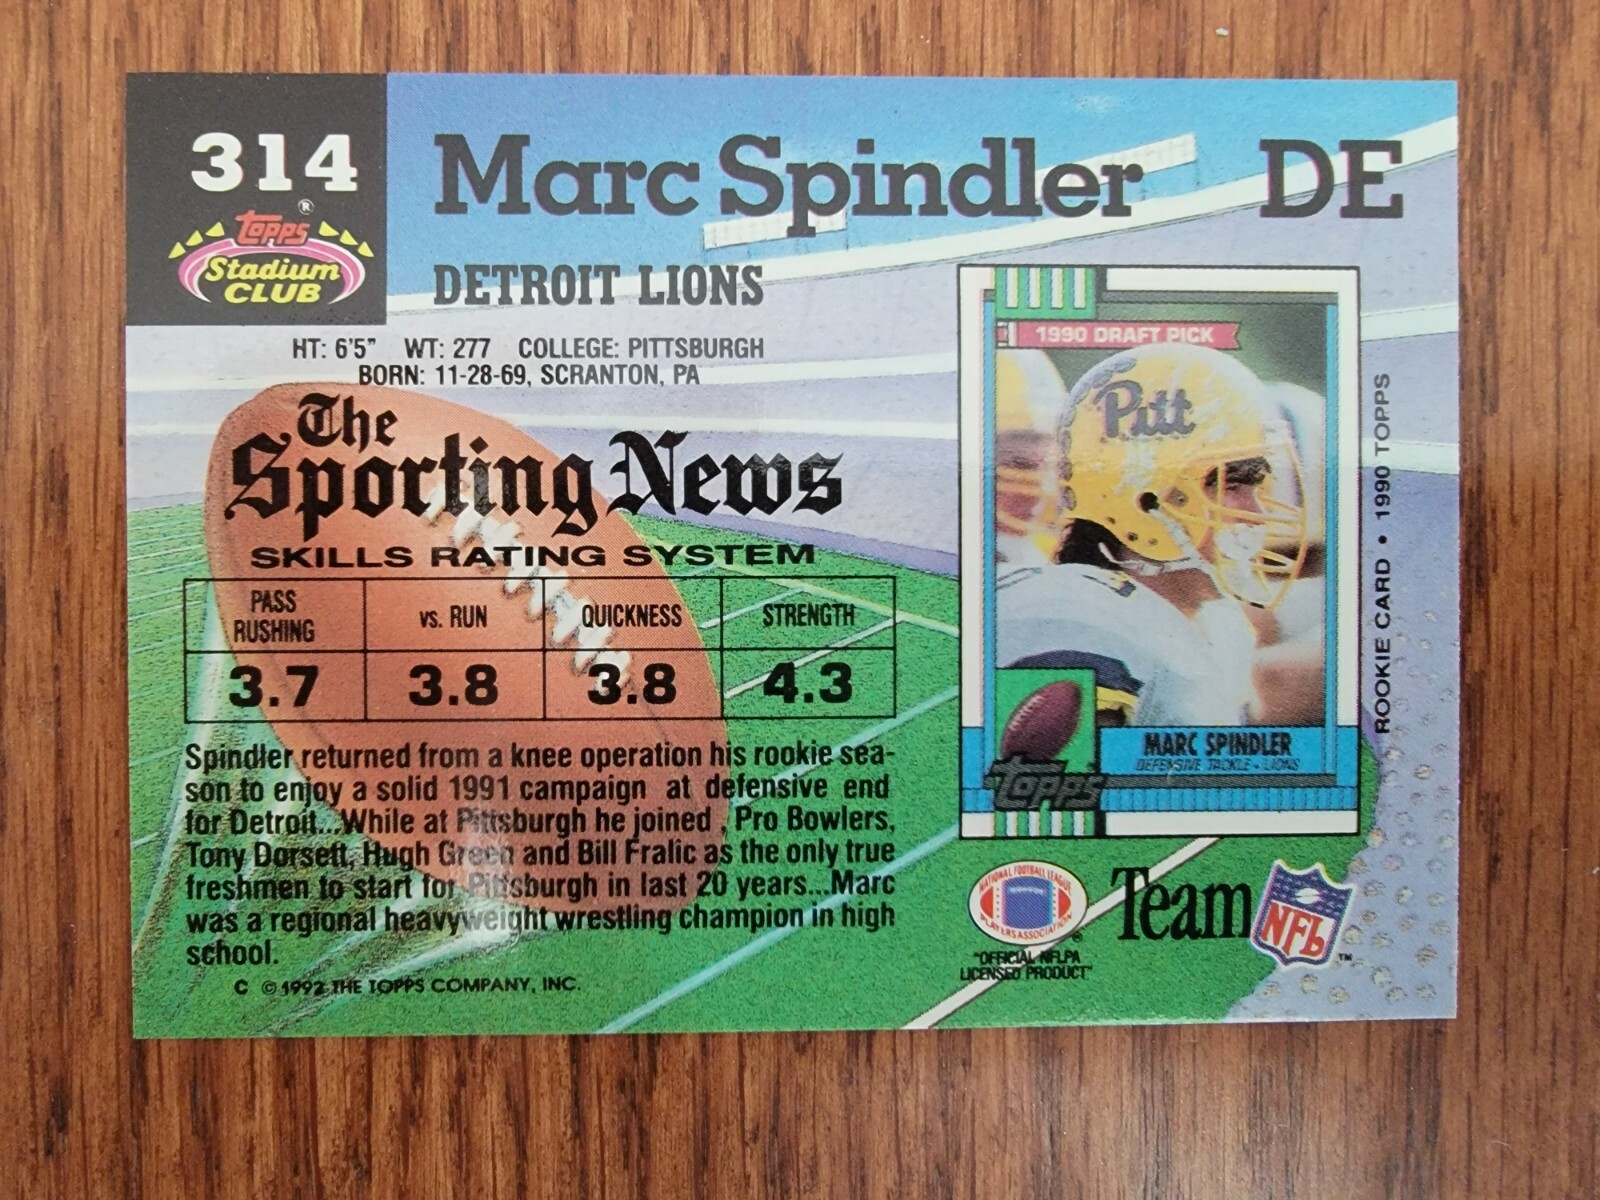 314
Topps ®
Stadium
CLUB
Marc Spindler DE
DETROIT LIONS
HT: 6'5" WT: 277 COLLEGE: PITTSBURGH
BORN: 11-28-69, SCRANTON, PA
The
Sporting News
SKILLS RATING SYSTEM
PASS RUSHING vs. RUN QUICKNESS STRENGTH
3.7 3.8 3.8 4.3
Spindler returned from a knee operation his rookie sea-
son to enjoy a solid 1991 campaign at defensive end
for Detroit...While at Pittsburgh he joined , Pro Bowlers,
Tony Dorsett, Hugh Green and Bill Fralic as the only true
freshmen to start for Pittsburgh in last 20 years...Marc
was a regional heavyweight wrestling champion in high
school.
C © 1992 THE TOPPS COMPANY, INC.
1990 DRAFT PICK
Pitt
MARC SPINDLER
DEFENSIVE TACKLE • LIONS
Topps
ROOKIE CARD • 1990 TOPPS
NATIONAL FOOTBALL LEAGUE
PLAYERS ASSOCIATION
®
"OFFICIAL NFLPA
LICENSED PRODUCT"
Team NFL ™